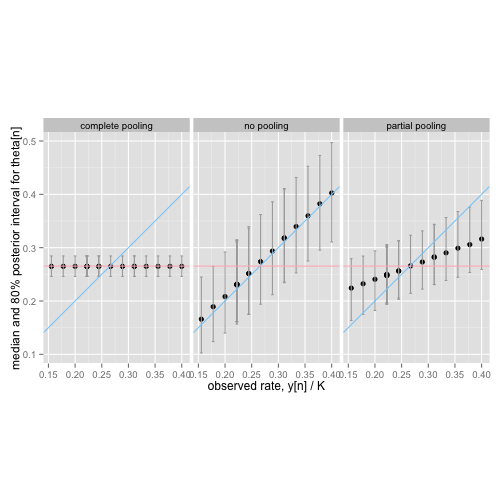 complete pooling no pooling partial pooling
median and 80% posterior interval for theta[n]
0.5
0.4
0.3
0.2
0.1
0.15 0.20 0.25 0.30 0.35 0.40 0.15 0.20 0.25 0.30 0.35 0.40 0.15 0.20 0.25 0.30 0.35 0.40
observed rate, y[n] / K